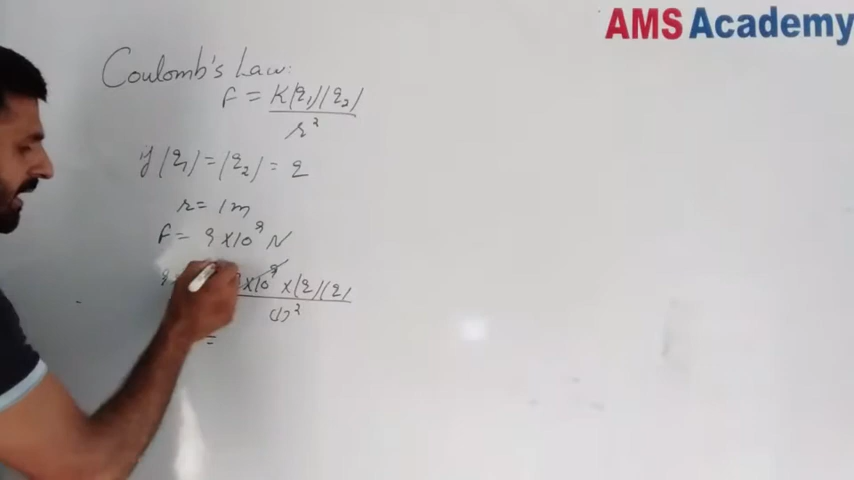 AMS Academy
Coulomb's Law:
F = K|q₁||q₂|
r²
if |q₁| = |q₂| = q
r = 1m
F = 9×10⁹ N
×10⁹ × |q||q|
(1)²
=